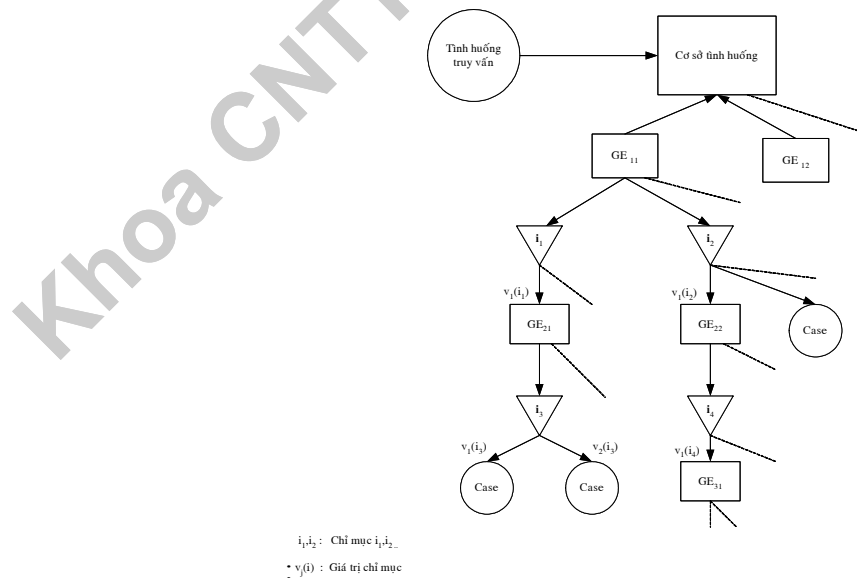 Tình huống
truy vấn
Cơ sở tình huống
Khoa CNTT
GE 11
GE 12
i1
i2
v1(i1)
v1(i2)
GE21
GE22
Case
i3
i4
v1(i3)
v2(i3)
v1(i4)
Case
Case
GE31
i1,i2 : Chỉ mục i1,i2...
• vj(i) : Giá trị chỉ mục